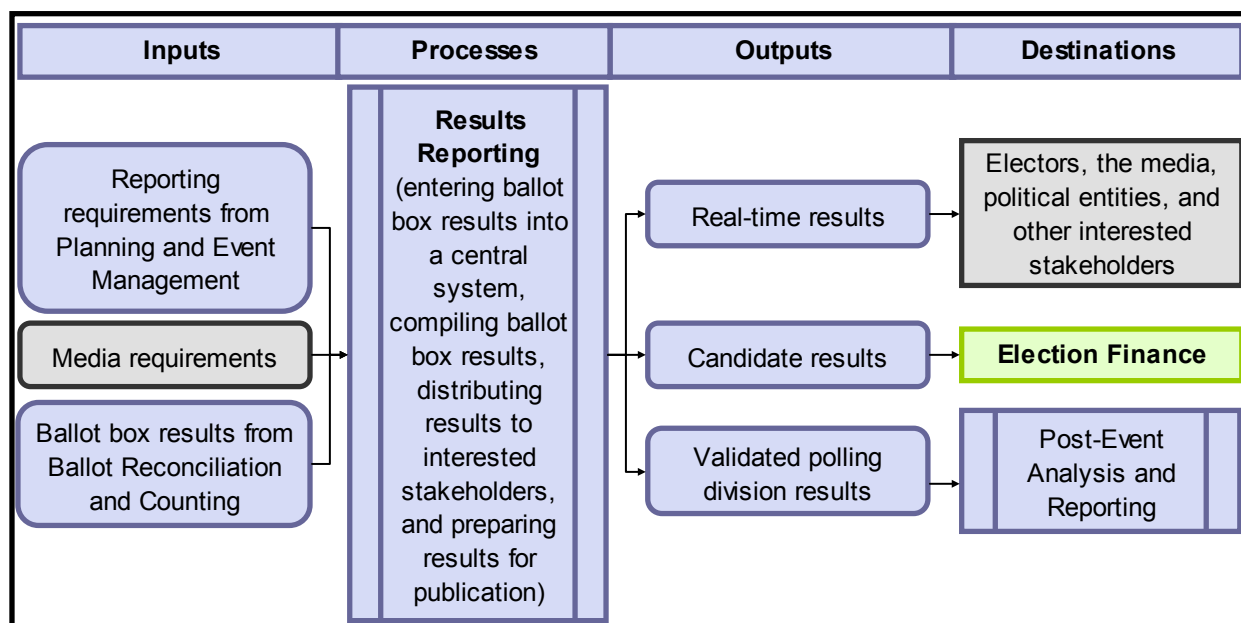 Inputs
Processes
Outputs
Destinations
Reporting
requirements from
Planning and Event
Management
Media requirements
Ballot box results from
Ballot Reconciliation
and Counting
Results
Reporting
(entering ballot
box results into
a central
system,
compiling ballot
box results,
distributing
results to
interested
stakeholders,
and preparing
results for
publication)
Real-time results
Candidate results
Validated polling
division results
Electors, the media,
political entities, and
other interested
stakeholders
Election Finance
Post-Event
Analysis and
Reporting